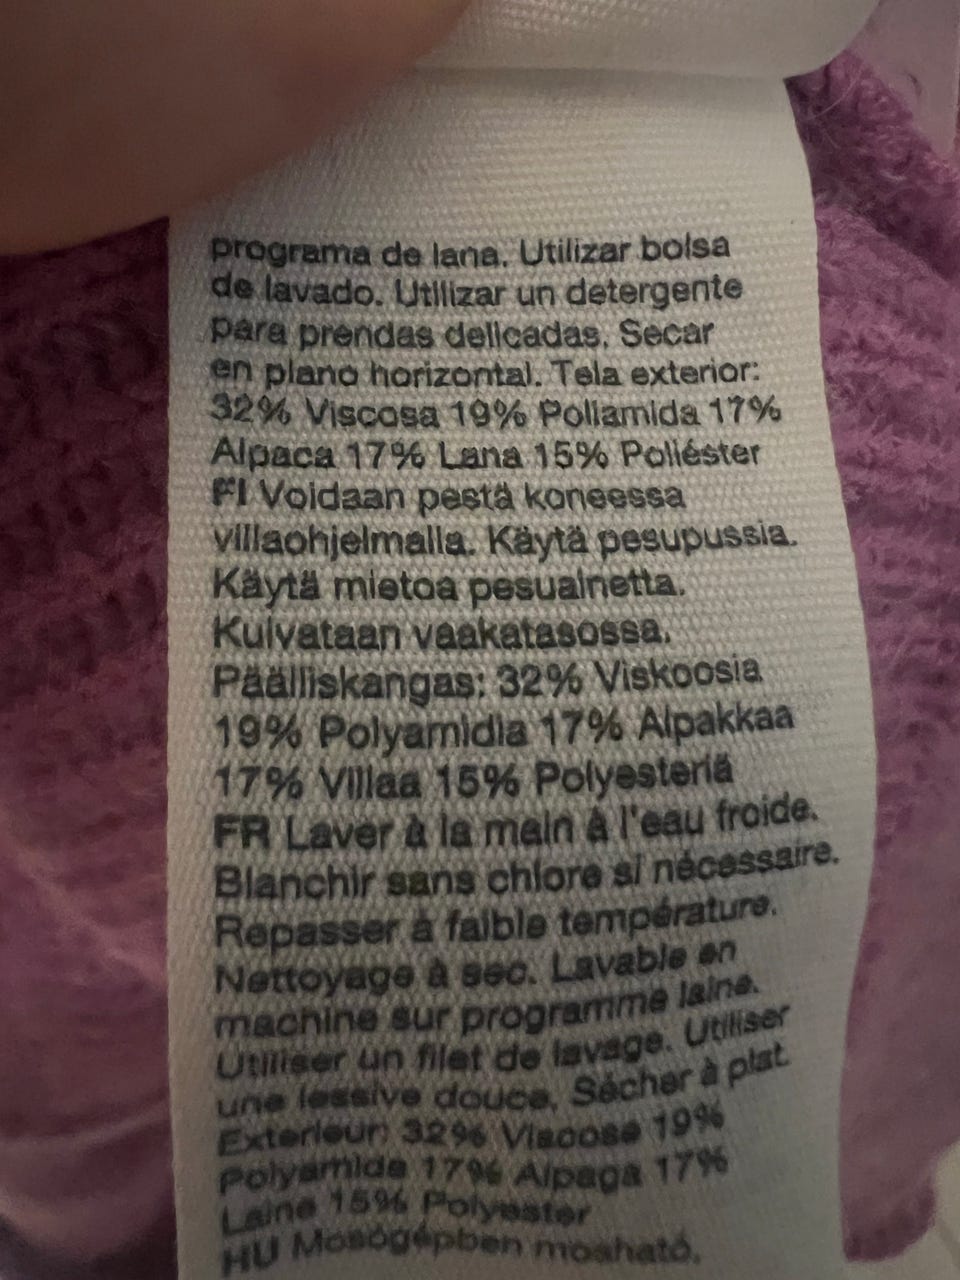 programa de lana. Utilizar bolsa
de lavado. Utilizar un detergente
para prendas delicadas. Secar
en plano horizontal. Tela exterior:
32% Viscosa 19% Poliamida 17%
Alpaca 17% Lana 15% Poliéster
FI Voidaan pestä koneessa
villaohjelmalla. Käytä pesupussia.
Käytä mietoa pesuainetta.
Kuivataan vaakatasossa.
Päälliskangas: 32% Viskoosia
19% Polyamidia 17% Alpakkaa
17% Villaa 15% Polyesteriä
FR Laver à la main à l'eau froide.
Blanchir sans chlore si nécessaire.
Repasser à faible température.
Nettoyage à sec. Lavable en
machine sur programme laine.
Utiliser un filet de lavage. Utiliser
une lessive douce. Sécher à plat.
Exterieur: 32% Viscose 19%
Polyamide 17% Alpaga 17%
Laine 15% Polyester
HU Mosógépben mosható.